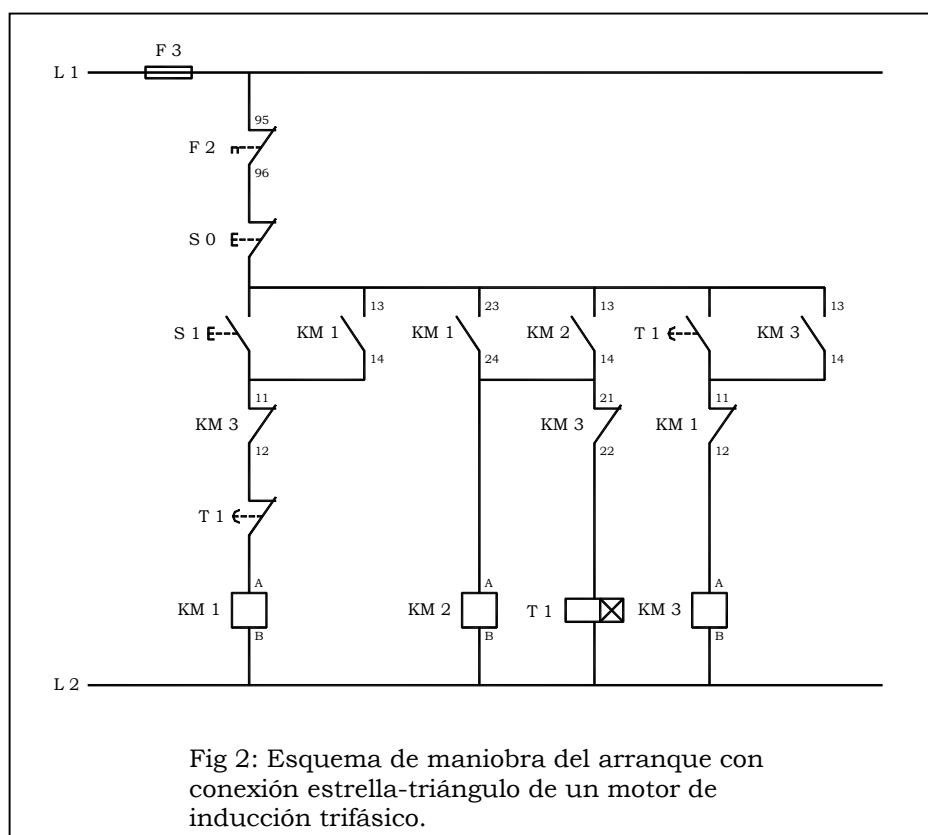 F 3
L 1
95
F 2
96
S 0
13 23 13 13
S 1 KM 1 KM 1 KM 2 T 1 KM 3
14 24 14 14
11 21 11
KM 3 KM 3 KM 1
12 22 12
T 1
A A A
KM 1 KM 2 T 1 KM 3
B B B
L 2
Fig 2: Esquema de maniobra del arranque con
conexión estrella-triángulo de un motor de
inducción trifásico.